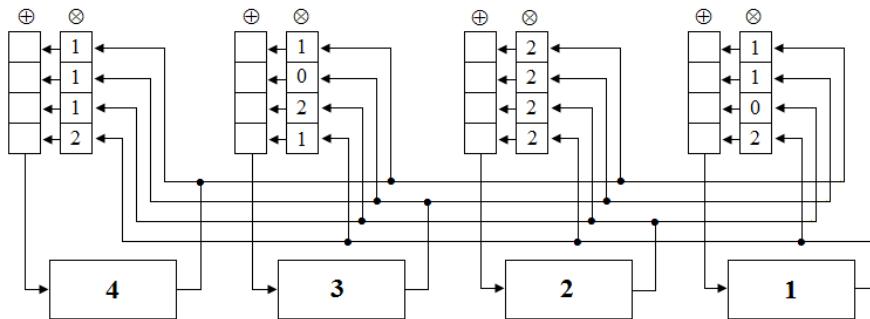 ⊕ ⊗ ⊕ ⊗ ⊕ ⊗ ⊕ ⊗
1 1 2 1
1 0 2 1
1 2 2 0
2 1 2 2
4 3 2 1